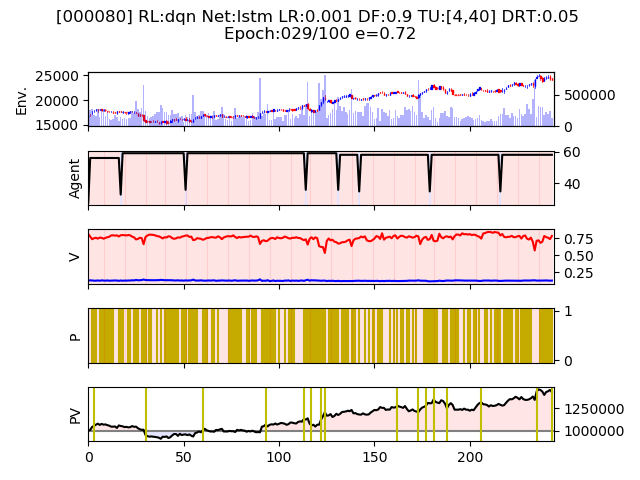 [000080] RL:dqn Net:lstm LR:0.001 DF:0.9 TU:[4,40] DRT:0.05
Epoch:029/100 e=0.72
Env.
25000
20000
15000
500000
0
Agent
60
40
V
0.75
0.50
0.25
P
1
0
PV
1250000
1000000
0 50 100 150 200